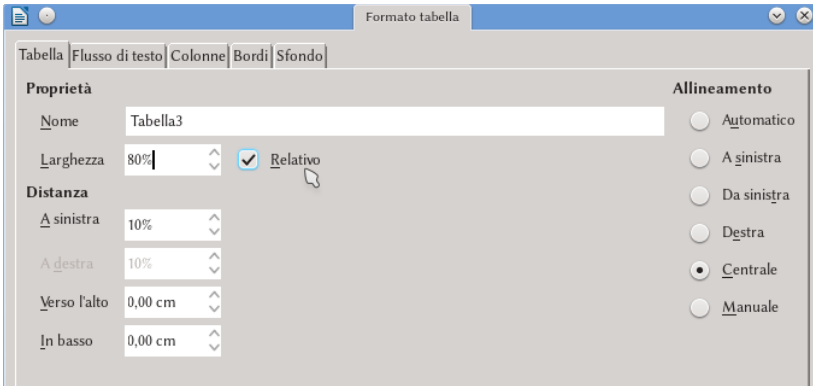 Formato tabella
Tabella Flusso di testo Colonne Bordi Sfondo
Proprietà
Nome Tabella3
Larghezza 80% Relativo
Distanza
A sinistra 10%
A destra 10%
Verso l'alto 0,00 cm
In basso 0,00 cm
Allineamento
Automatico
A sinistra
Da sinistra
Destra
Centrale
Manuale